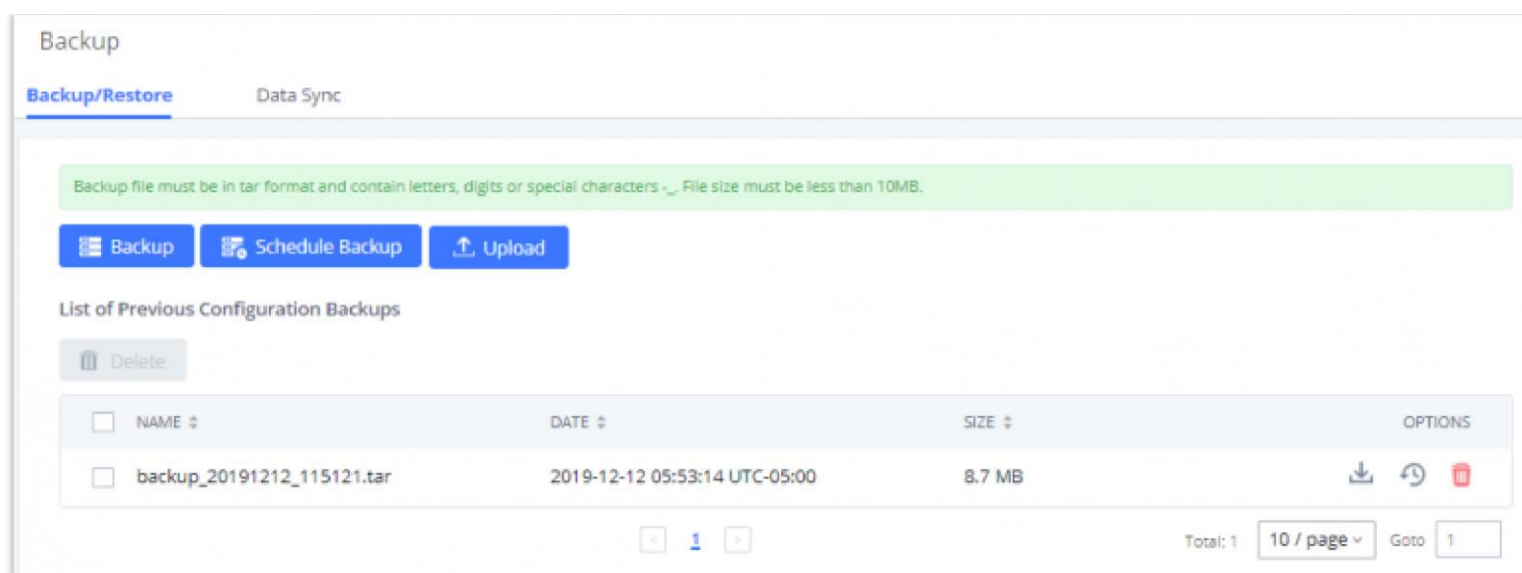 Backup
Backup/Restore Data Sync
Backup file must be in tar format and contain letters, digits or special characters -_. File size must be less than 10MB.
Backup Schedule Backup Upload
List of Previous Configuration Backups
Delete
NAME DATE SIZE OPTIONS
backup_20191212_115121.tar 2019-12-12 05:53:14 UTC-05:00 8.7 MB
< 1 > Total: 1 10 / page Goto 1